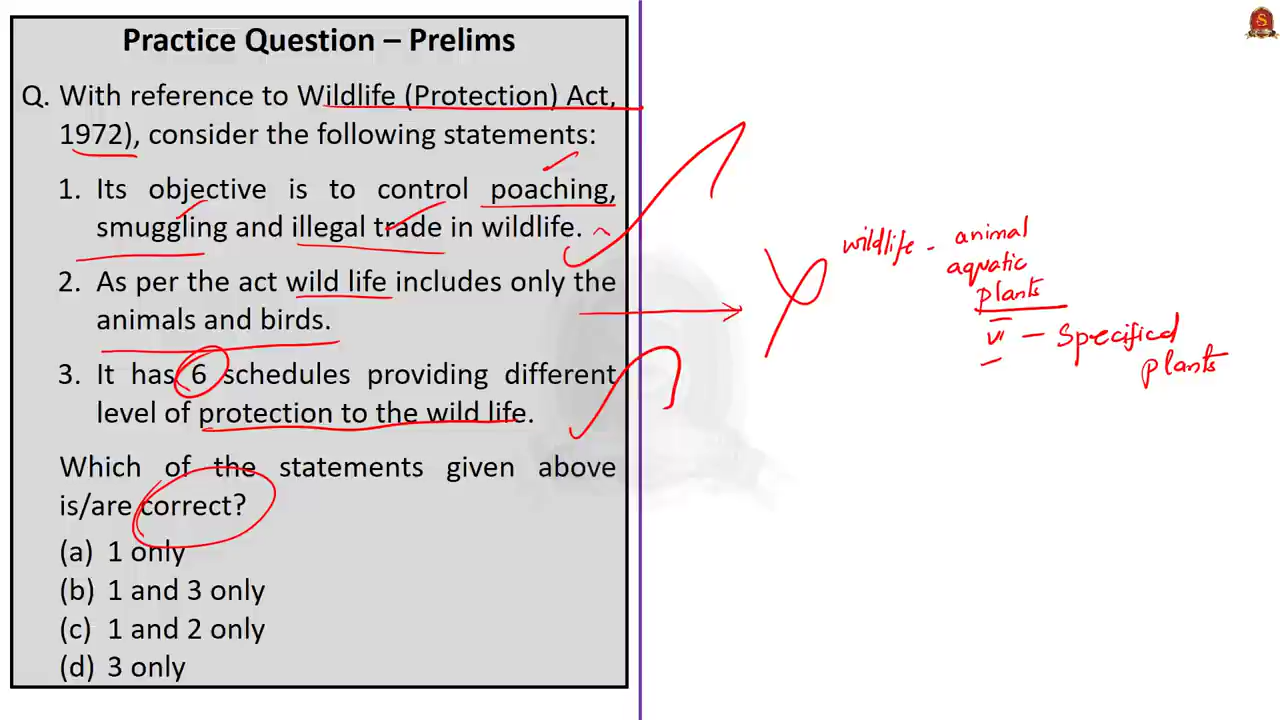 Practice Question – Prelims
Q. With reference to Wildlife (Protection) Act,
1972), consider the following statements:
1. Its objective is to control poaching,
smuggling and illegal trade in wildlife.
2. As per the act wild life includes only the
animals and birds.
3. It has 6 schedules providing different
level of protection to the wild life.
Which of the statements given above
is/are correct?
(a) 1 only
(b) 1 and 3 only
(c) 1 and 2 only
(d) 3 only
wildlife - animal
aquatic
plants
VI - Specified
plants